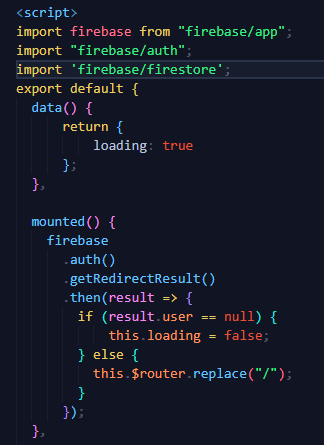 <script>
import firebase from "firebase/app";
import "firebase/auth";
import 'firebase/firestore';
export default {
  data() {
      return {
          loading: true
      };
  },

  mounted() {
    firebase
      .auth()
      .getRedirectResult()
      .then(result => {
        if (result.user == null) {
            this.loading = false;
        } else {
          this.$router.replace("/");
        }
      });
  },